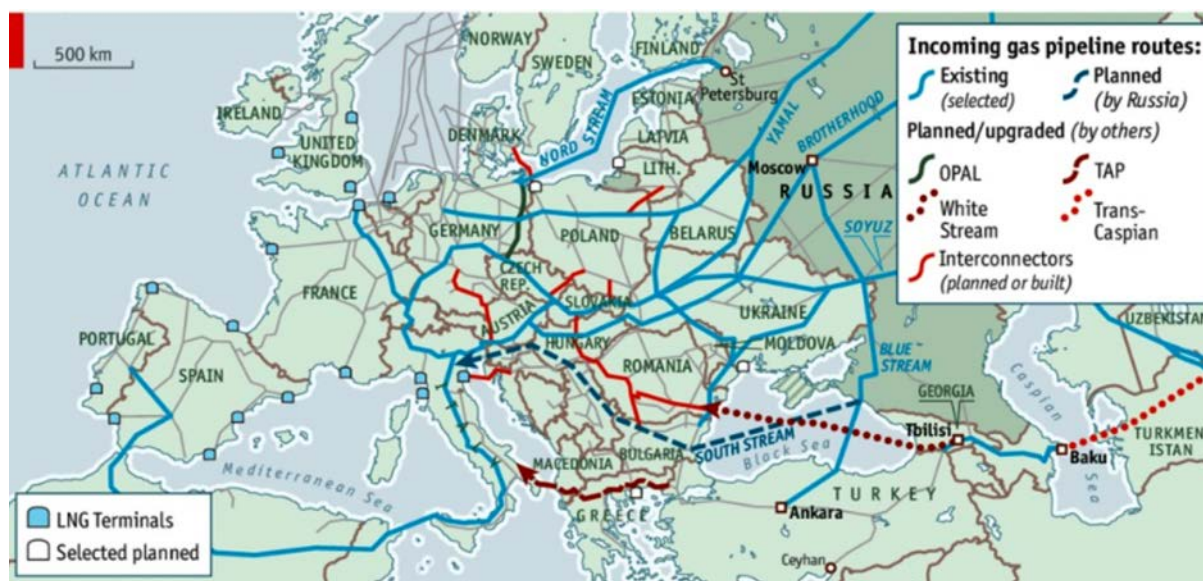 500 km
NORWAY
SWEDEN
FINLAND
St
Petersburg
ESTONIA
LATVIA
LITH.
DENMARK
NORD STREAM
IRELAND
UNITED
KINGDOM
ATLANTIC
OCEAN
YAMAL
BROTHERHOOD
Moscow
RUSSIA
SOYUZ
GERMANY
POLAND
BELARUS
CZECH
REP.
FRANCE
SLOVAKIA
UKRAINE
AUSTRIA
HUNGARY
MOLDOVA
ROMANIA
BLUE
STREAM
PORTUGAL
SPAIN
GEORGIA
Tbilisi
Caspian
Sea
UZBEKISTAN
TURKMEN
ISTAN
Baku
SOUTH STREAM
Black Sea
BULGARIA
MACEDONIA
Mediterranean Sea
GREECE
TURKEY
Ankara
Ceyhan
Incoming gas pipeline routes:
Existing
(selected)
Planned
(by Russia)
Planned/upgraded (by others)
OPAL
TAP
White
Stream
Trans-
Caspian
Interconnectors
(planned or built)
LNG Terminals
Selected planned